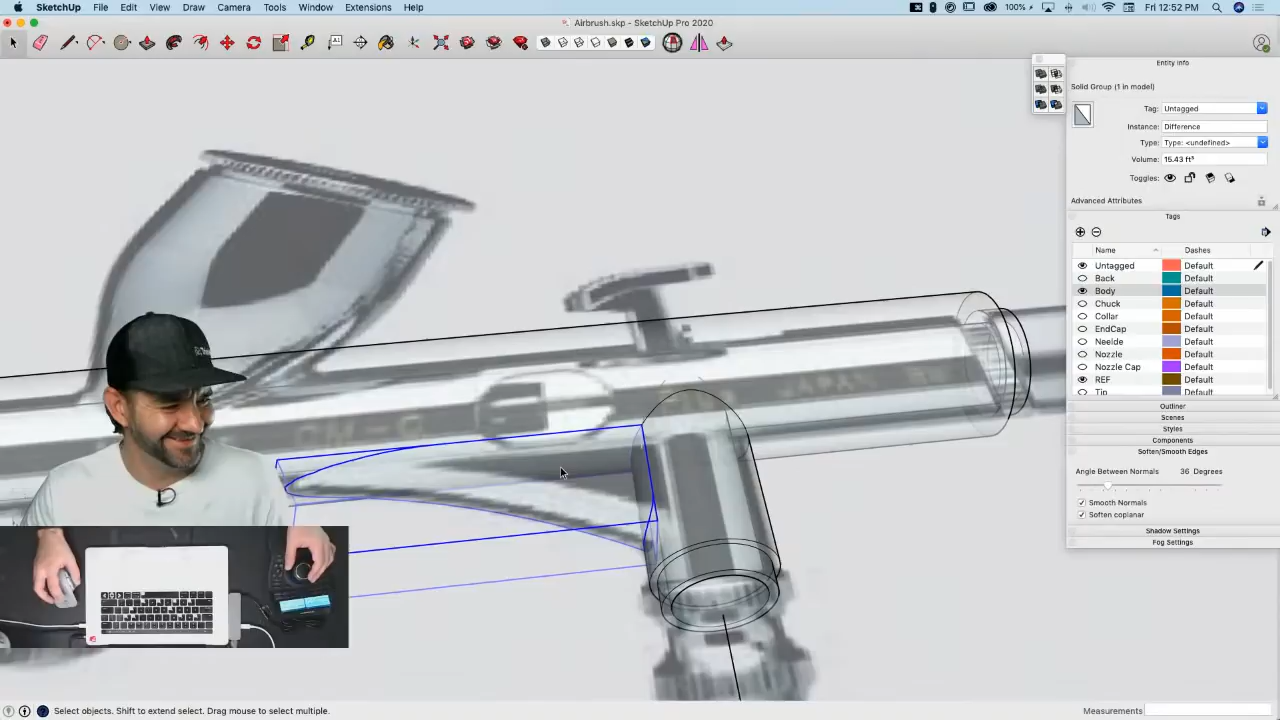 SketchUp File Edit View Draw Camera Tools Window Extensions Help 100% Fri 12:52 PM
Airbrush.skp - SketchUp Pro 2020
Entity Info
Solid Group (1 in model)
Tag: Untagged
Instance: Difference
Type: Type: <undefined>
Volume: 15.43 ft³
Toggles:
Advanced Attributes
Tags
Name Dashes
Untagged Default
Back Default
Body Default
Chuck Default
Collar Default
EndCap Default
Neelde Default
Nozzle Default
Nozzle Cap Default
REF Default
Tip Default
Outliner
Scenes
Styles
Components
Soften/Smooth Edges
Angle Between Normals 36 Degrees
Smooth Normals
Soften coplanar
Shadow Settings
Fog Settings
JAPAN
Select objects. Shift to extend select. Drag mouse to select multiple.
Measurements